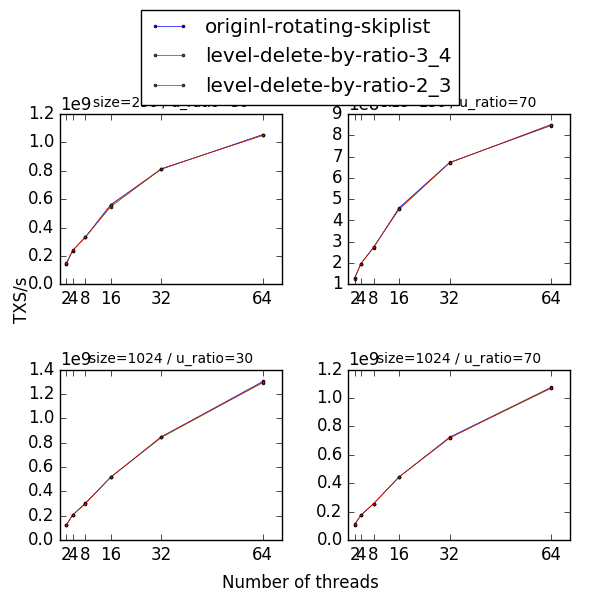 originl-rotating-skiplist
level-delete-by-ratio-3_4
level-delete-by-ratio-2_3
1e9
/ u_ratio=70
1.2
1.0
0.8
0.6
0.4
0.2
0.0
2 4 8 16 32 64
9
8
7
6
5
4
3
2
1
2 4 8 16 32 64
TXS/s
1e9 size=1024 / u_ratio=30
1.4
1.2
1.0
0.8
0.6
0.4
0.2
0.0
2 4 8 16 32 64
1e9 size=1024 / u_ratio=70
1.2
1.0
0.8
0.6
0.4
0.2
0.0
2 4 8 16 32 64
Number of threads